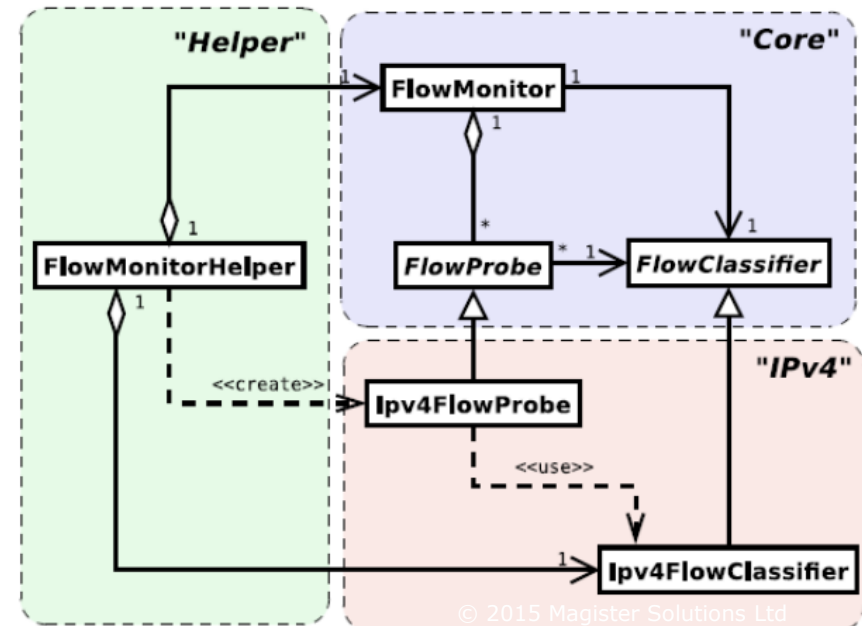 "Helper"
"Core"
1
FlowMonitor
1
1
1
*
1
FlowMonitorHelper
FlowProbe
* 1
FlowClassifier
1
"IPv4"
<<create>>
Ipv4FlowProbe
<<use>>
1
Ipv4FlowClassifier
© 2015 Magister Solutions Ltd